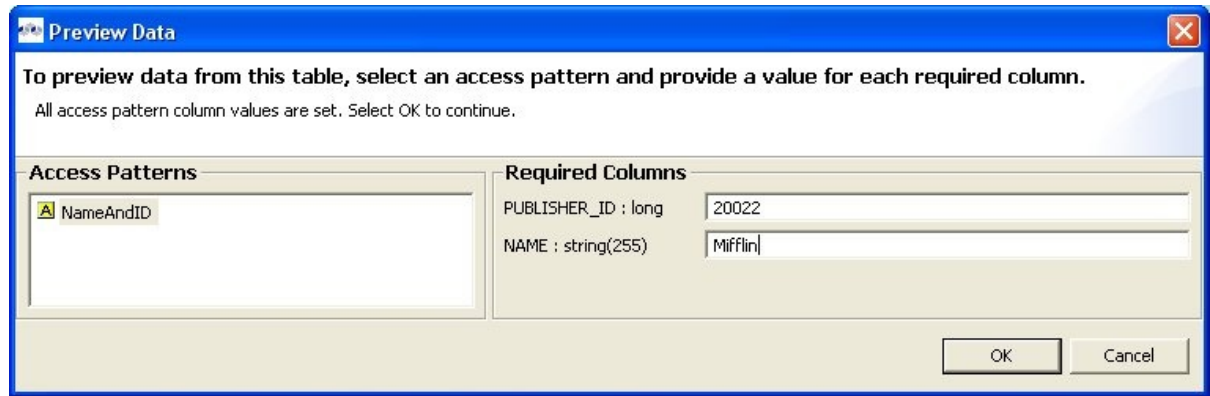 Preview Data
To preview data from this table, select an access pattern and provide a value for each required column.
All access pattern column values are set. Select OK to continue.
Access Patterns
NameAndID
Required Columns
PUBLISHER_ID : long
20022
NAME : string(255)
Mifflin
OK
Cancel